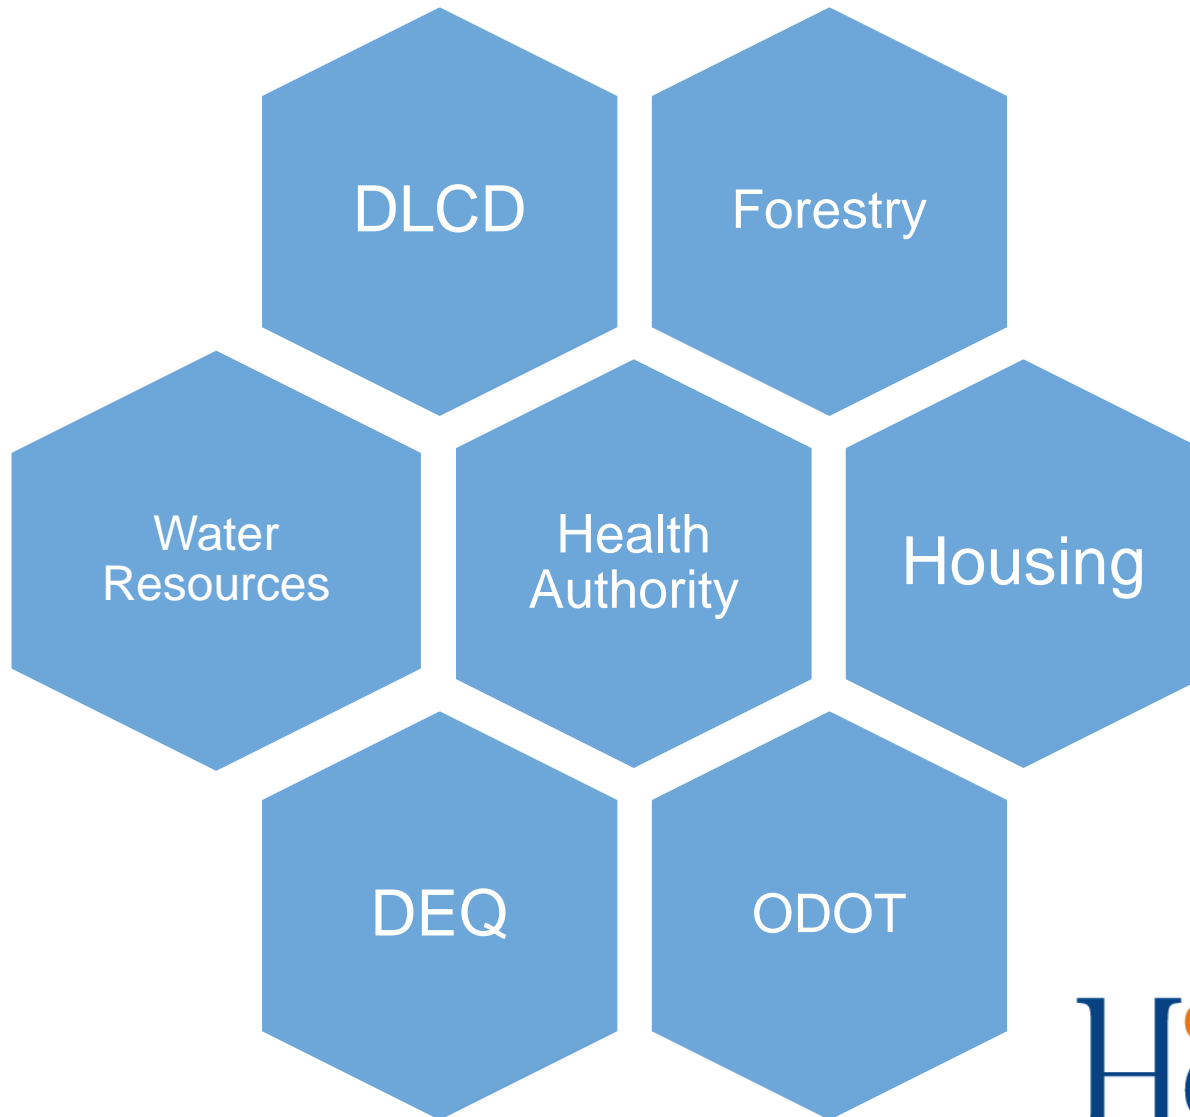 DLCD
Forestry
Water
Resources
Health
Authority
Housing
DEQ
ODOT